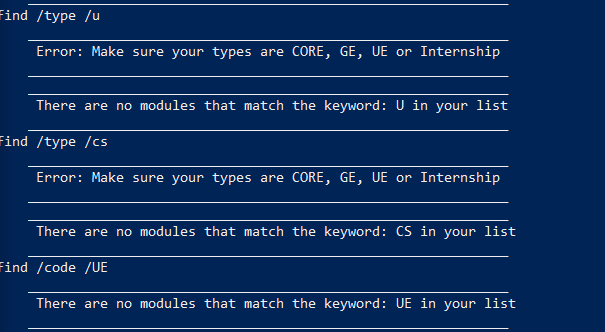 find /type /u
Error: Make sure your types are CORE, GE, UE or Internship
There are no modules that match the keyword: U in your list
find /type /cs
Error: Make sure your types are CORE, GE, UE or Internship
There are no modules that match the keyword: CS in your list
find /code /UE
There are no modules that match the keyword: UE in your list